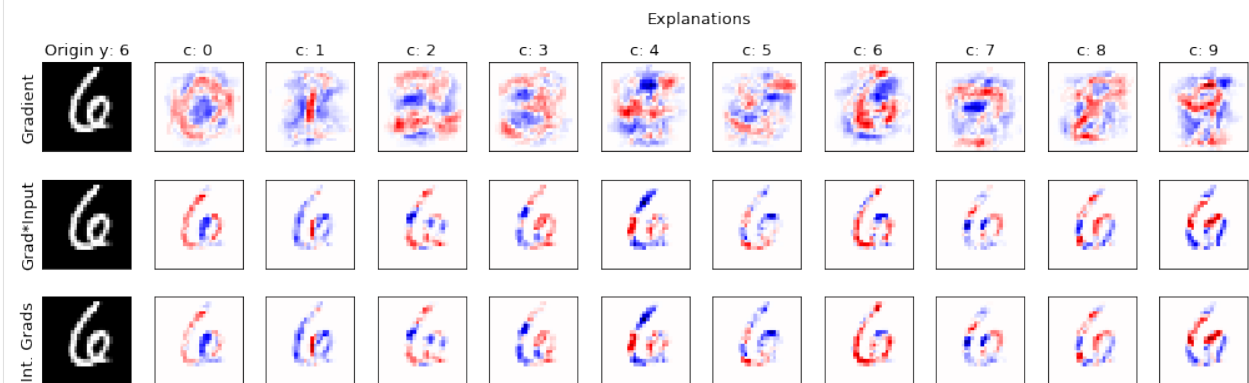 Explanations
Origin y: 6 c: 0 c: 1 c: 2 c: 3 c: 4 c: 5 c: 6 c: 7 c: 8 c: 9
Gradient
Grad*Input
Int. Grads